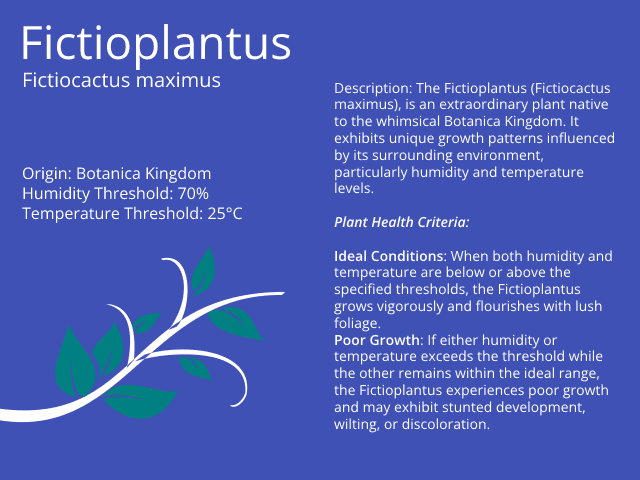 Fictioplantus
Fictiocactus maximus
Origin: Botanica Kingdom
Humidity Threshold: 70%
Temperature Threshold: 25°C
Description: The Fictioplantus (Fictiocactus
maximus), is an extraordinary plant native
to the whimsical Botanica Kingdom. It
exhibits unique growth patterns influenced
by its surrounding environment,
particularly humidity and temperature
levels.
Plant Health Criteria:
Ideal Conditions: When both humidity and
temperature are below or above the
specified thresholds, the Fictioplantus
grows vigorously and flourishes with lush
foliage.
Poor Growth: If either humidity or
temperature exceeds the threshold while
the other remains within the ideal range,
the Fictioplantus experiences poor growth
and may exhibit stunted development,
wilting, or discoloration.